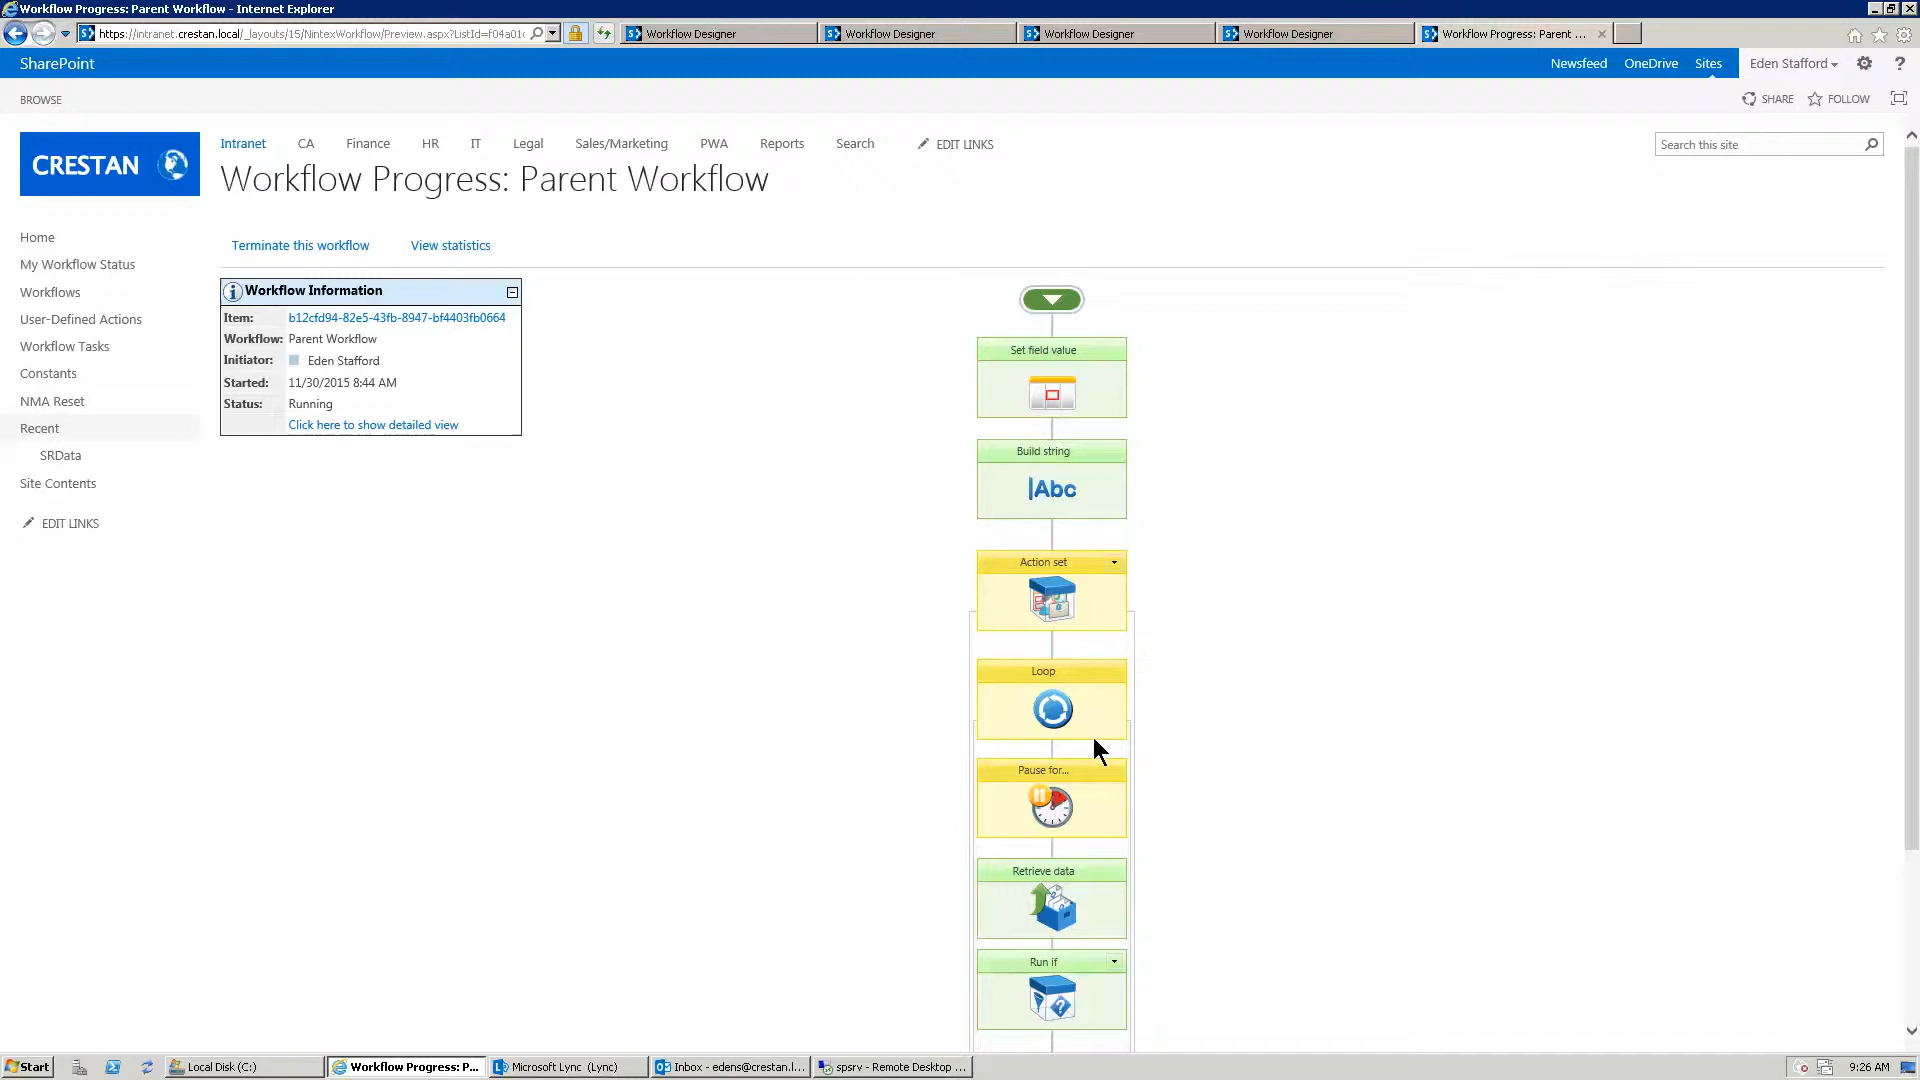 Workflow Progress: Parent Workflow - Internet Explorer
https://intranet.crestan.local/_layouts/15/NintexWorkflow/Preview.aspx?ListId=f04a01c
Workflow Designer
Workflow Designer
Workflow Designer
Workflow Designer
Workflow Progress: Parent ...
SharePoint
Newsfeed
OneDrive
Sites
Eden Stafford
?
BROWSE
SHARE
FOLLOW
CRESTAN
Intranet
CA
Finance
HR
IT
Legal
Sales/Marketing
PWA
Reports
Search
EDIT LINKS
Search this site
Workflow Progress: Parent Workflow
Home
My Workflow Status
Workflows
User-Defined Actions
Workflow Tasks
Constants
NMA Reset
Recent
SRData
Site Contents
EDIT LINKS
Terminate this workflow
View statistics
Workflow Information
Item: b12cfd94-82e5-43fb-8947-bf4403fb0664
Workflow: Parent Workflow
Initiator: Eden Stafford
Started: 11/30/2015 8:44 AM
Status: Running
Click here to show detailed view
Set field value
Build string
Abc
Action set
Loop
Pause for...
Retrieve data
Run if
Start
Local Disk (C:)
Workflow Progress: P...
Microsoft Lync (Lync)
Inbox - edens@crestan.l...
spsrv - Remote Desktop ...
9:26 AM